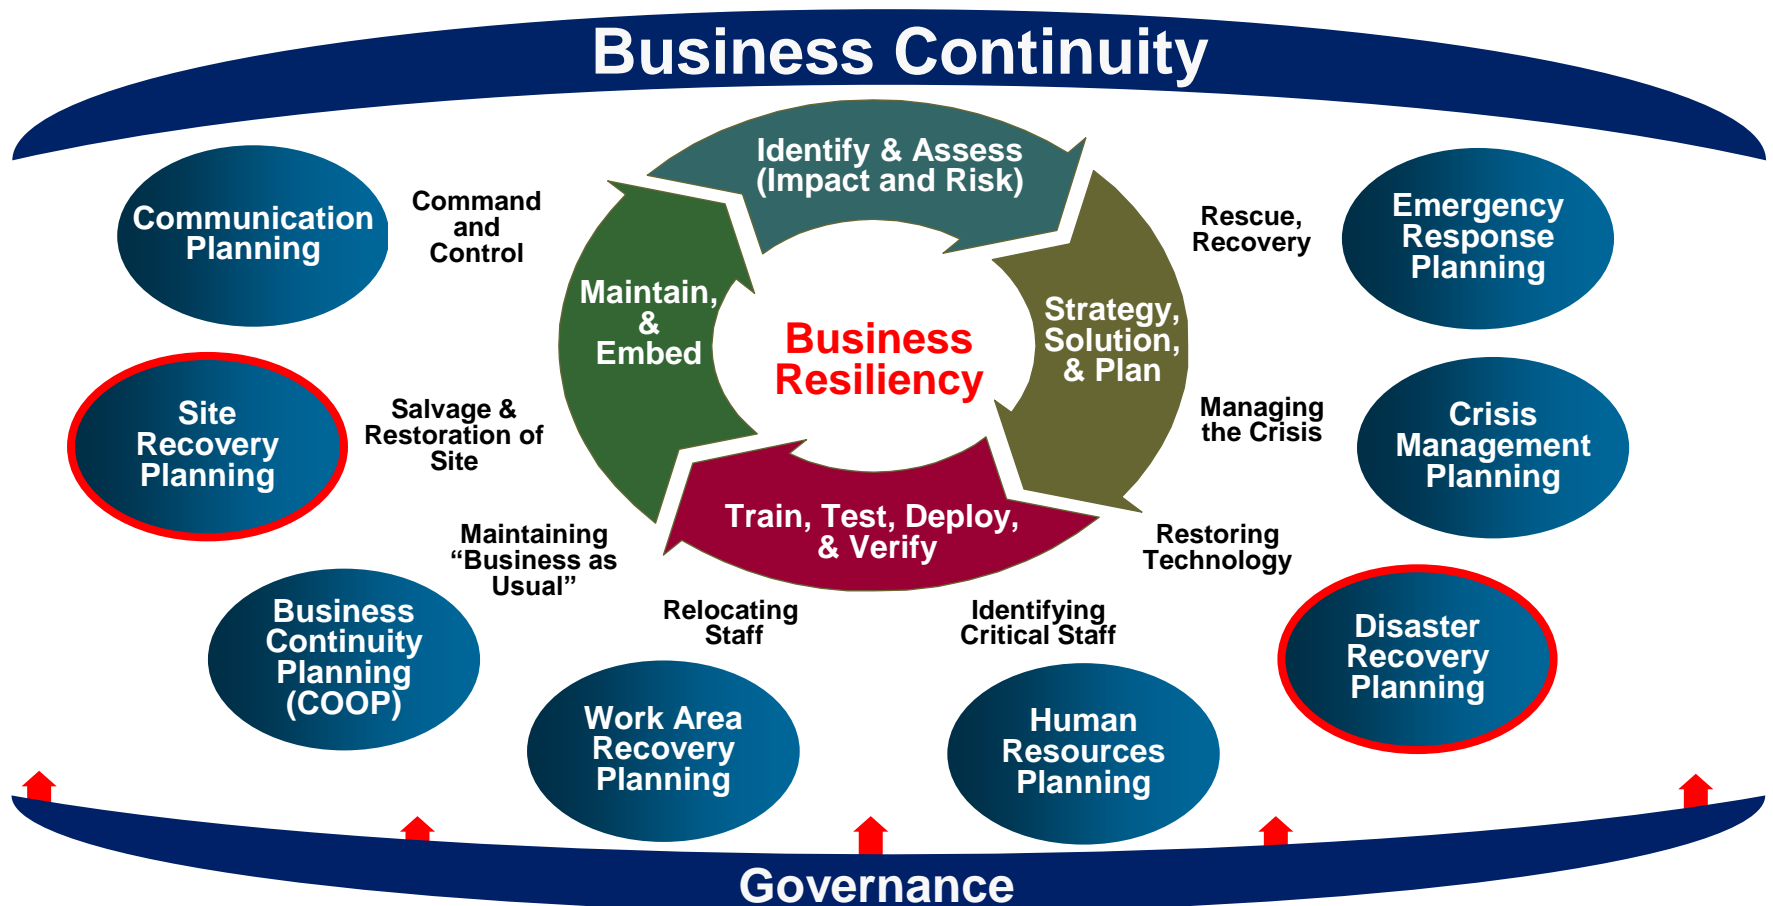 Business Continuity
Identify & Assess
(Impact and Risk)
Communication
Planning
Command
and
Control
Rescue,
Recovery
Emergency
Response
Planning
Maintain,
&
Embed
Business
Resiliency
Strategy,
Solution,
& Plan
Site
Recovery
Planning
Salvage &
Restoration of
Site
Managing
the Crisis
Crisis
Management
Planning
Train, Test, Deploy,
& Verify
Maintaining
“Business as
Usual”
Restoring
Technology
Business
Continuity
Planning
(COOP)
Relocating
Staff
Identifying
Critical Staff
Disaster
Recovery
Planning
Work Area
Recovery
Planning
Human
Resources
Planning
Governance